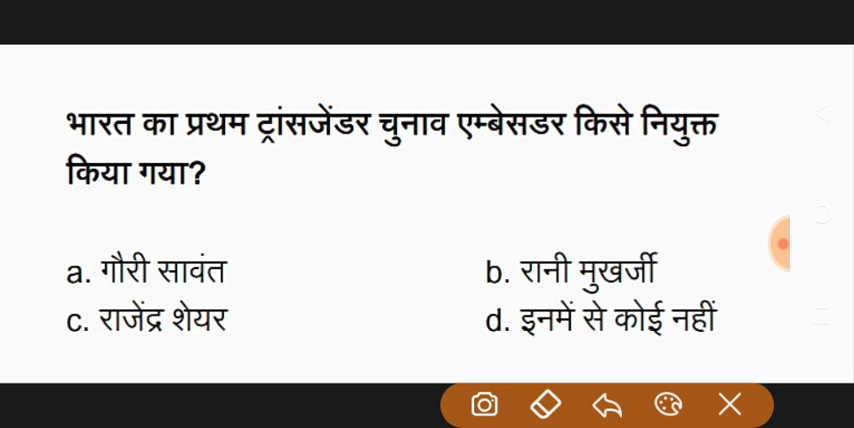 भारत का प्रथम ट्रांसजेंडर चुनाव एम्बेसडर किसे नियुक्त
किया गया?
a. गौरी सावंत
b. रानी मुखर्जी
c. राजेंद्र शेयर
d. इनमें से कोई नहीं